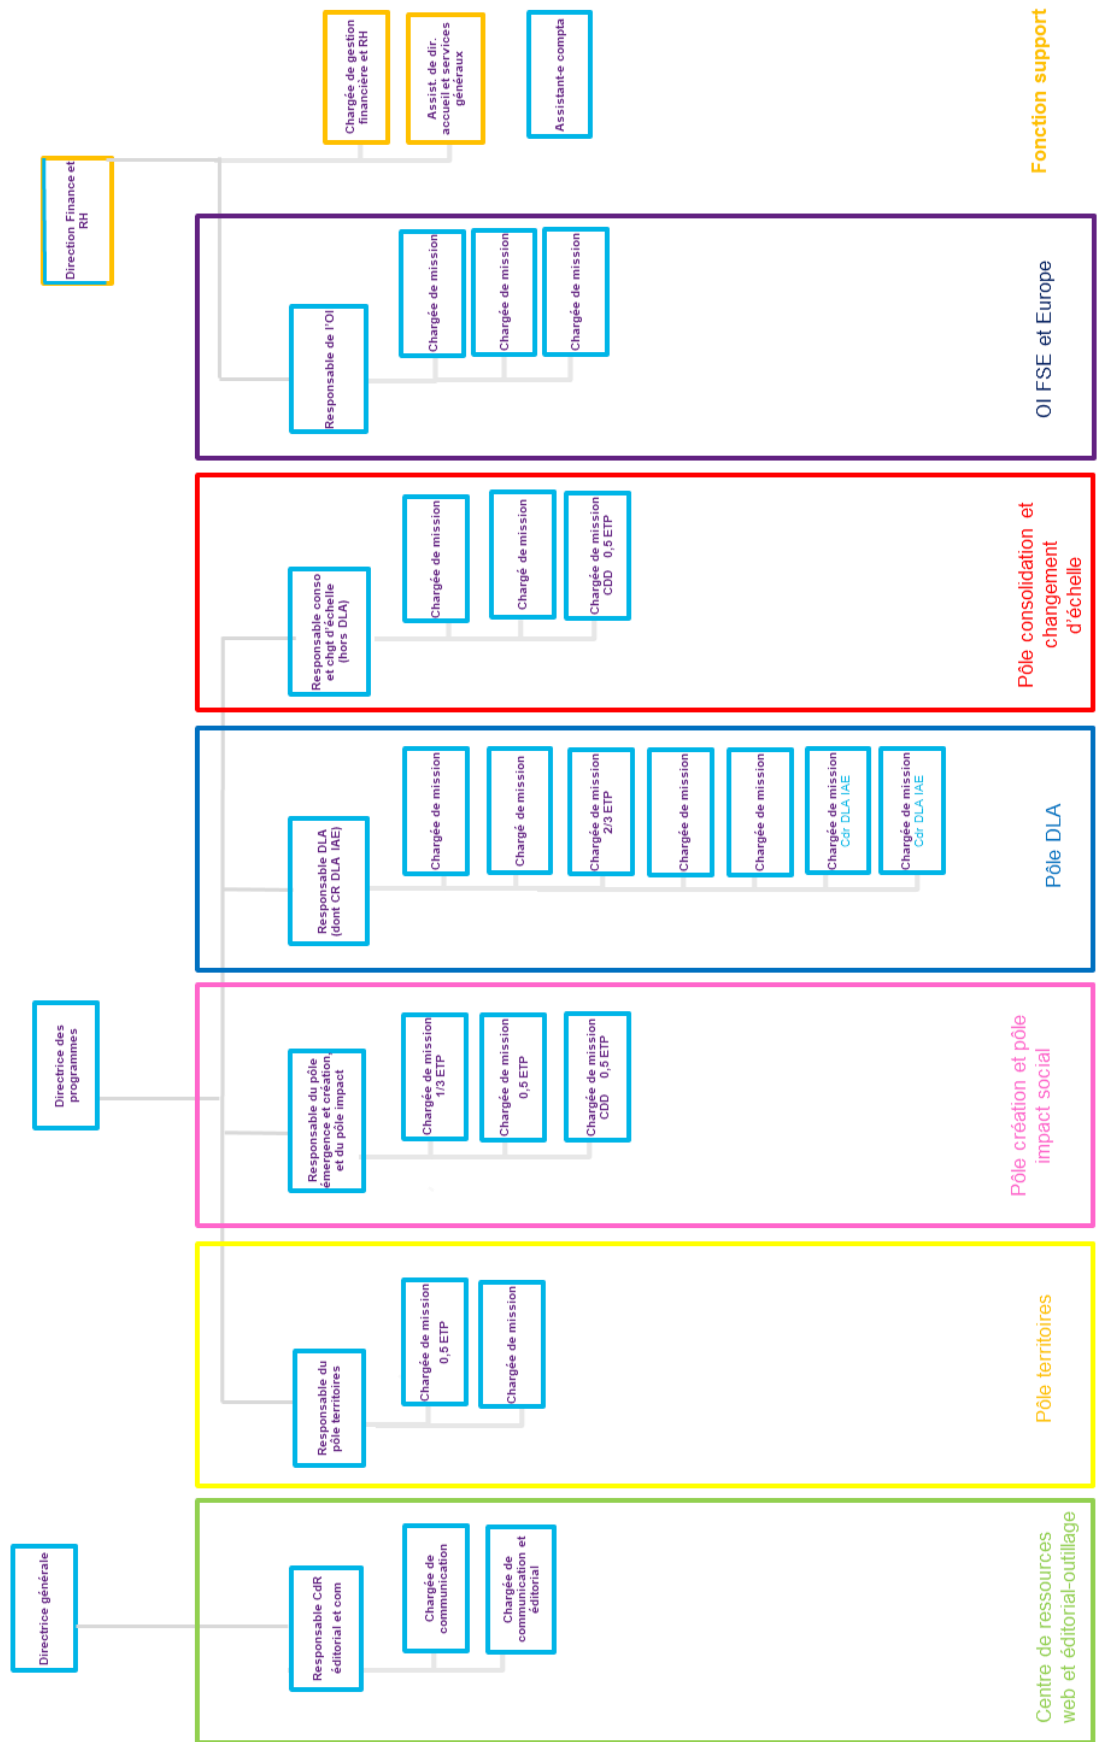 Directrice générale
Directrice des
programmes
Direction Finance et
RH
Responsable CdR
éditorial et com
Chargée de
communication
Chargée de
communication et
éditorial
Centre de ressources
web et éditorial-outillage
Responsable du
pôle territoires
Chargée de mission
0,5 ETP
Chargée de mission
Pôle territoires
Responsable du pôle
émergence et création,
et du pôle impact
Chargée de mission
1/3 ETP
Chargée de mission
0,5 ETP
Chargée de mission
CDD 0,5 ETP
Pôle création et pôle
impact social
Responsable DLA
(dont CR DLA IAE)
Chargée de mission
Chargé de mission
Chargée de mission
2/3 ETP
Chargée de mission
Chargée de mission
Chargée de mission
Cdr DLA IAE
Chargée de mission
Cdr DLA IAE
Pôle DLA
Responsable conso
et chgt d'échelle
(hors DLA)
Chargée de mission
Chargé de mission
Chargée de mission
CDD 0,5 ETP
Pôle consolidation et
changement
d'échelle
Responsable de l'OI
Chargée de mission
Chargée de mission
Chargée de mission
OI FSE et Europe
Chargée de gestion
financière et RH
Assist. de dir.
accueil et services
généraux
Assistant-e compta
Fonction support